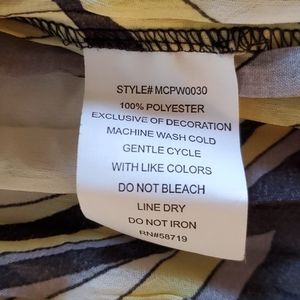 STYLE# MCPW0030
100% POLYESTER
EXCLUSIVE OF DECORATION
MACHINE WASH COLD
GENTLE CYCLE
WITH LIKE COLORS
DO NOT BLEACH
LINE DRY
DO NOT IRON
RN#58719